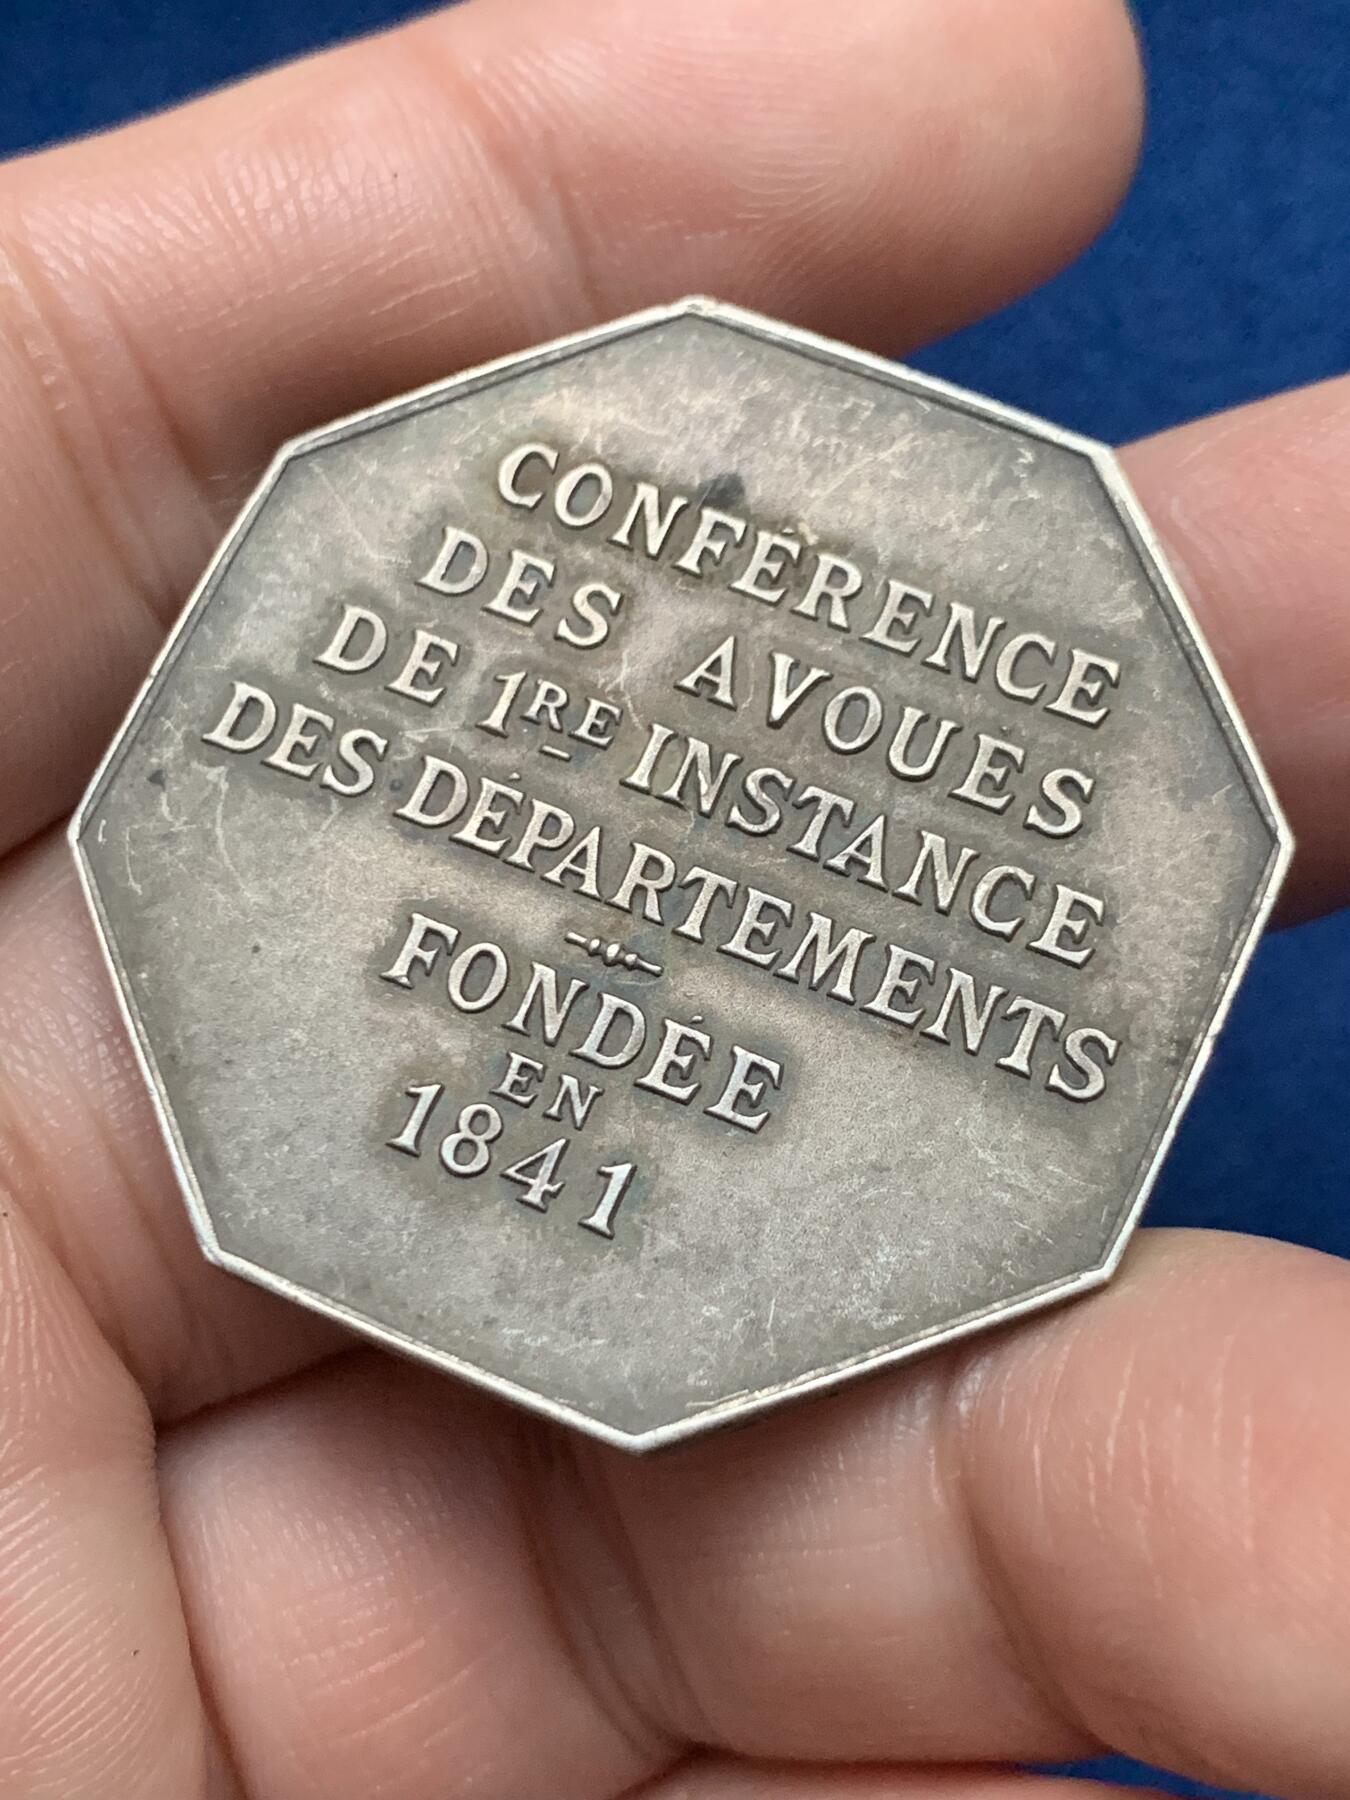 CONFÉRENCE
DES AVOUÉS
DE 1RE INSTANCE
DES DÉPARTEMENTS
FONDÉE
EN
1841